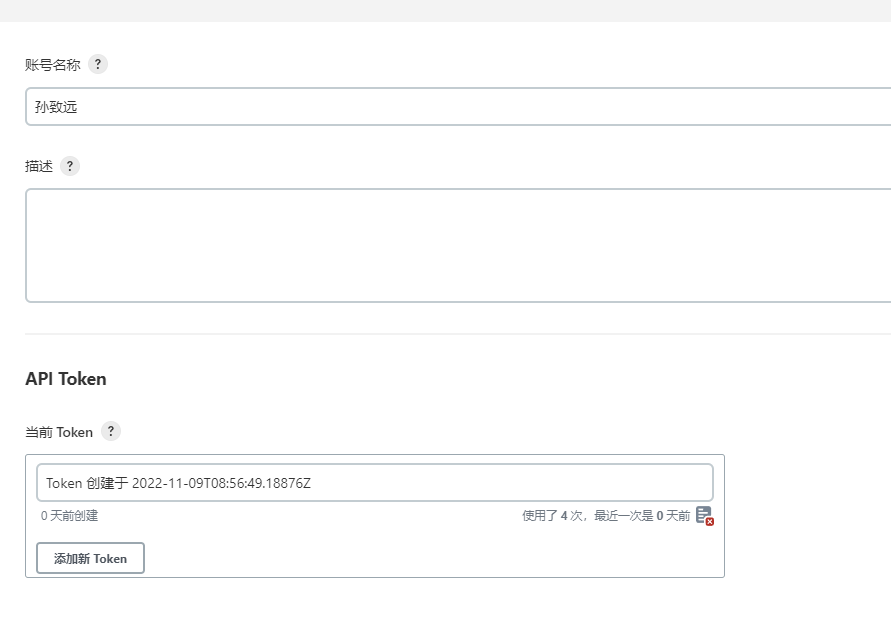 账号名称 ?
孙致远
描述 ?
API Token
当前 Token ?
Token 创建于 2022-11-09T08:56:49.18876Z
0 天前创建 使用了 4 次，最近一次是 0 天前
添加新 Token